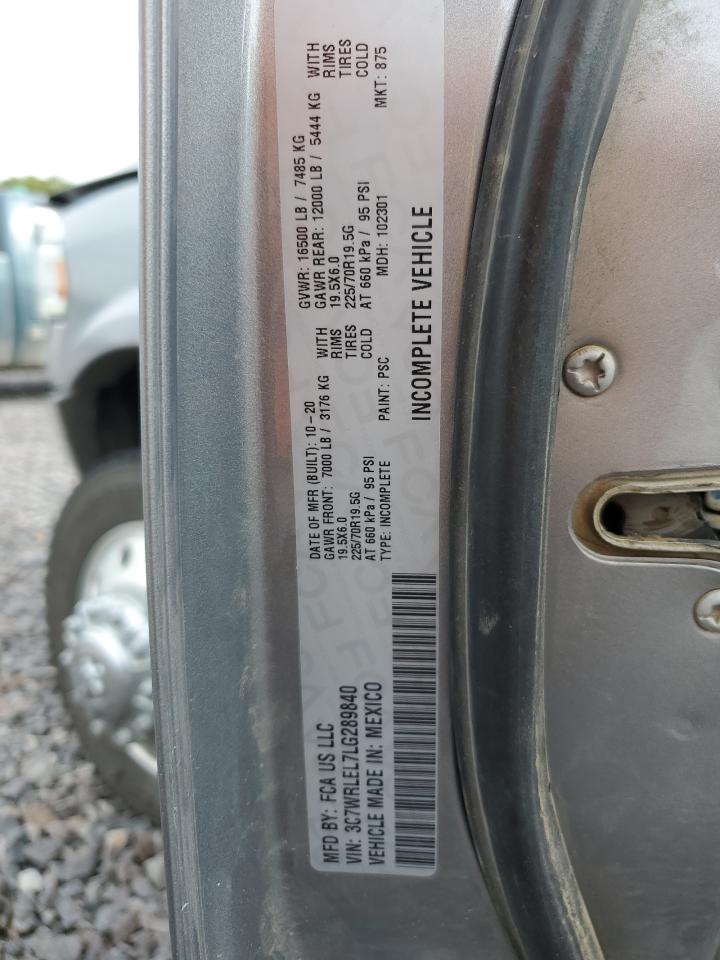 MFD BY: FCA US LLC
DATE OF MFR (BUILT): 10-20
GVWR: 16500 LB / 7485 KG
GAWR FRONT: 7000 LB / 3176 KG WITH
GAWR REAR: 12000 LB / 5444 KG WITH
19.5X6.0 RIMS
19.5X6.0 RIMS
225/70R19.5G TIRES
225/70R19.5G TIRES
AT 660 kPa / 95 PSI COLD
AT 660 kPa / 95 PSI COLD
VIN: 3C7WRLEL7LG289840
TYPE: INCOMPLETE PAINT: PSC MDH: 102301 MKT: 875
VEHICLE MADE IN: MEXICO
INCOMPLETE VEHICLE